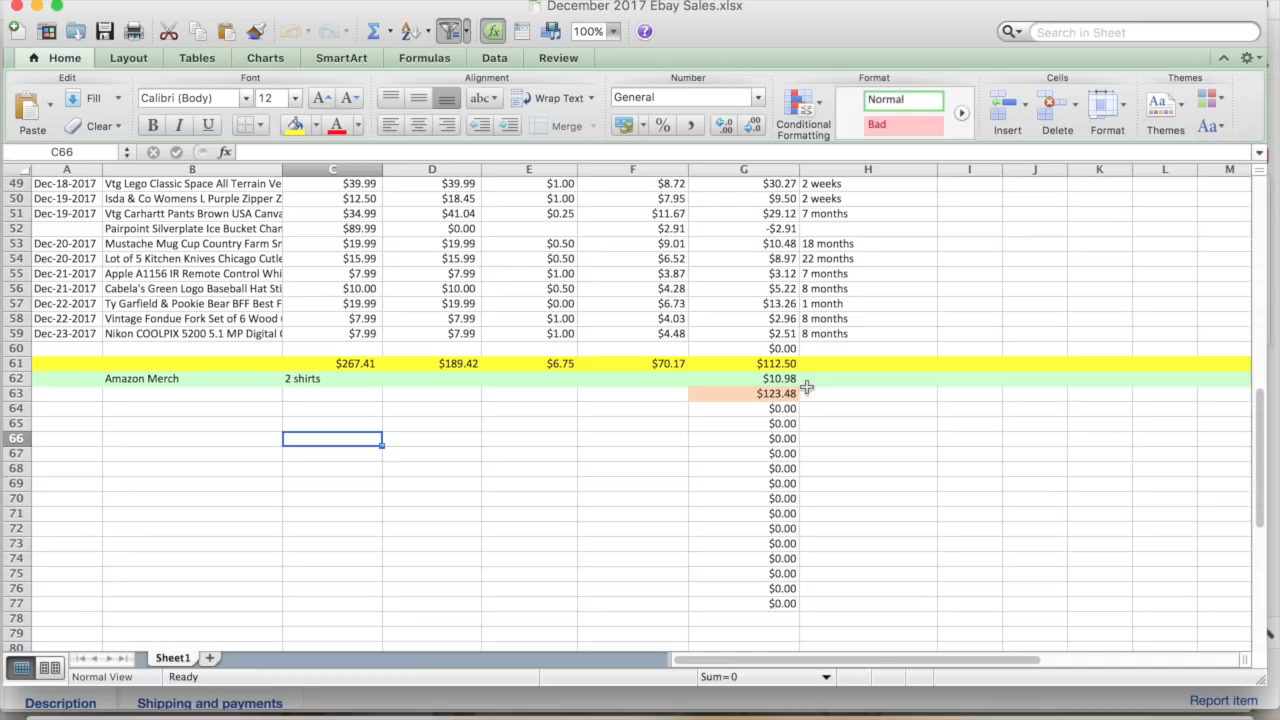 December 2017 Ebay Sales.xlsx
100%
Search in Sheet
Home Layout Tables Charts SmartArt Formulas Data Review
Edit Font Alignment Number Format Cells Themes
Fill Calibri (Body) 12 A A abc Wrap Text General Normal
Paste Clear B I U A Merge % , Conditional Formatting Bad Insert Delete Format Themes Aa
C66 fx
A B C D E F G H I J K L M
49 Dec-18-2017 Vtg Lego Classic Space All Terrain Ve $39.99 $39.99 $1.00 $8.72 $30.27 2 weeks
50 Dec-19-2017 Isda & Co Womens L Purple Zipper Z $12.50 $18.45 $1.00 $7.95 $9.50 2 weeks
51 Dec-19-2017 Vtg Carhartt Pants Brown USA Canva $34.99 $41.04 $0.25 $11.67 $29.12 7 months
52 Pairpoint Silverplate Ice Bucket Chan $89.99 $0.00 $2.91 -$2.91
53 Dec-20-2017 Mustache Mug Cup Country Farm Sn $19.99 $19.99 $0.50 $9.01 $10.48 18 months
54 Dec-20-2017 Lot of 5 Kitchen Knives Chicago Cutle $15.99 $15.99 $0.50 $6.52 $8.97 22 months
55 Dec-21-2017 Apple A1156 IR Remote Control Whi $7.99 $7.99 $1.00 $3.87 $3.12 7 months
56 Dec-21-2017 Cabela's Green Logo Baseball Hat Sti $10.00 $10.00 $0.50 $4.28 $5.22 8 months
57 Dec-22-2017 Ty Garfield & Pookie Bear BFF Best F $19.99 $19.99 $0.00 $6.73 $13.26 1 month
58 Dec-22-2017 Vintage Fondue Fork Set of 6 Wood $7.99 $7.99 $1.00 $4.03 $2.96 8 months
59 Dec-23-2017 Nikon COOLPIX 5200 5.1 MP Digital $7.99 $7.99 $1.00 $4.48 $2.51 8 months
60 $0.00
61 $267.41 $189.42 $6.75 $70.17 $112.50
62 Amazon Merch 2 shirts $10.98
63 $123.48
64 $0.00
65 $0.00
66 $0.00
67 $0.00
68 $0.00
69 $0.00
70 $0.00
71 $0.00
72 $0.00
73 $0.00
74 $0.00
75 $0.00
76 $0.00
77 $0.00
78
79
80
Sheet1
Normal View Ready Sum=0
Description Shipping and payments Report item